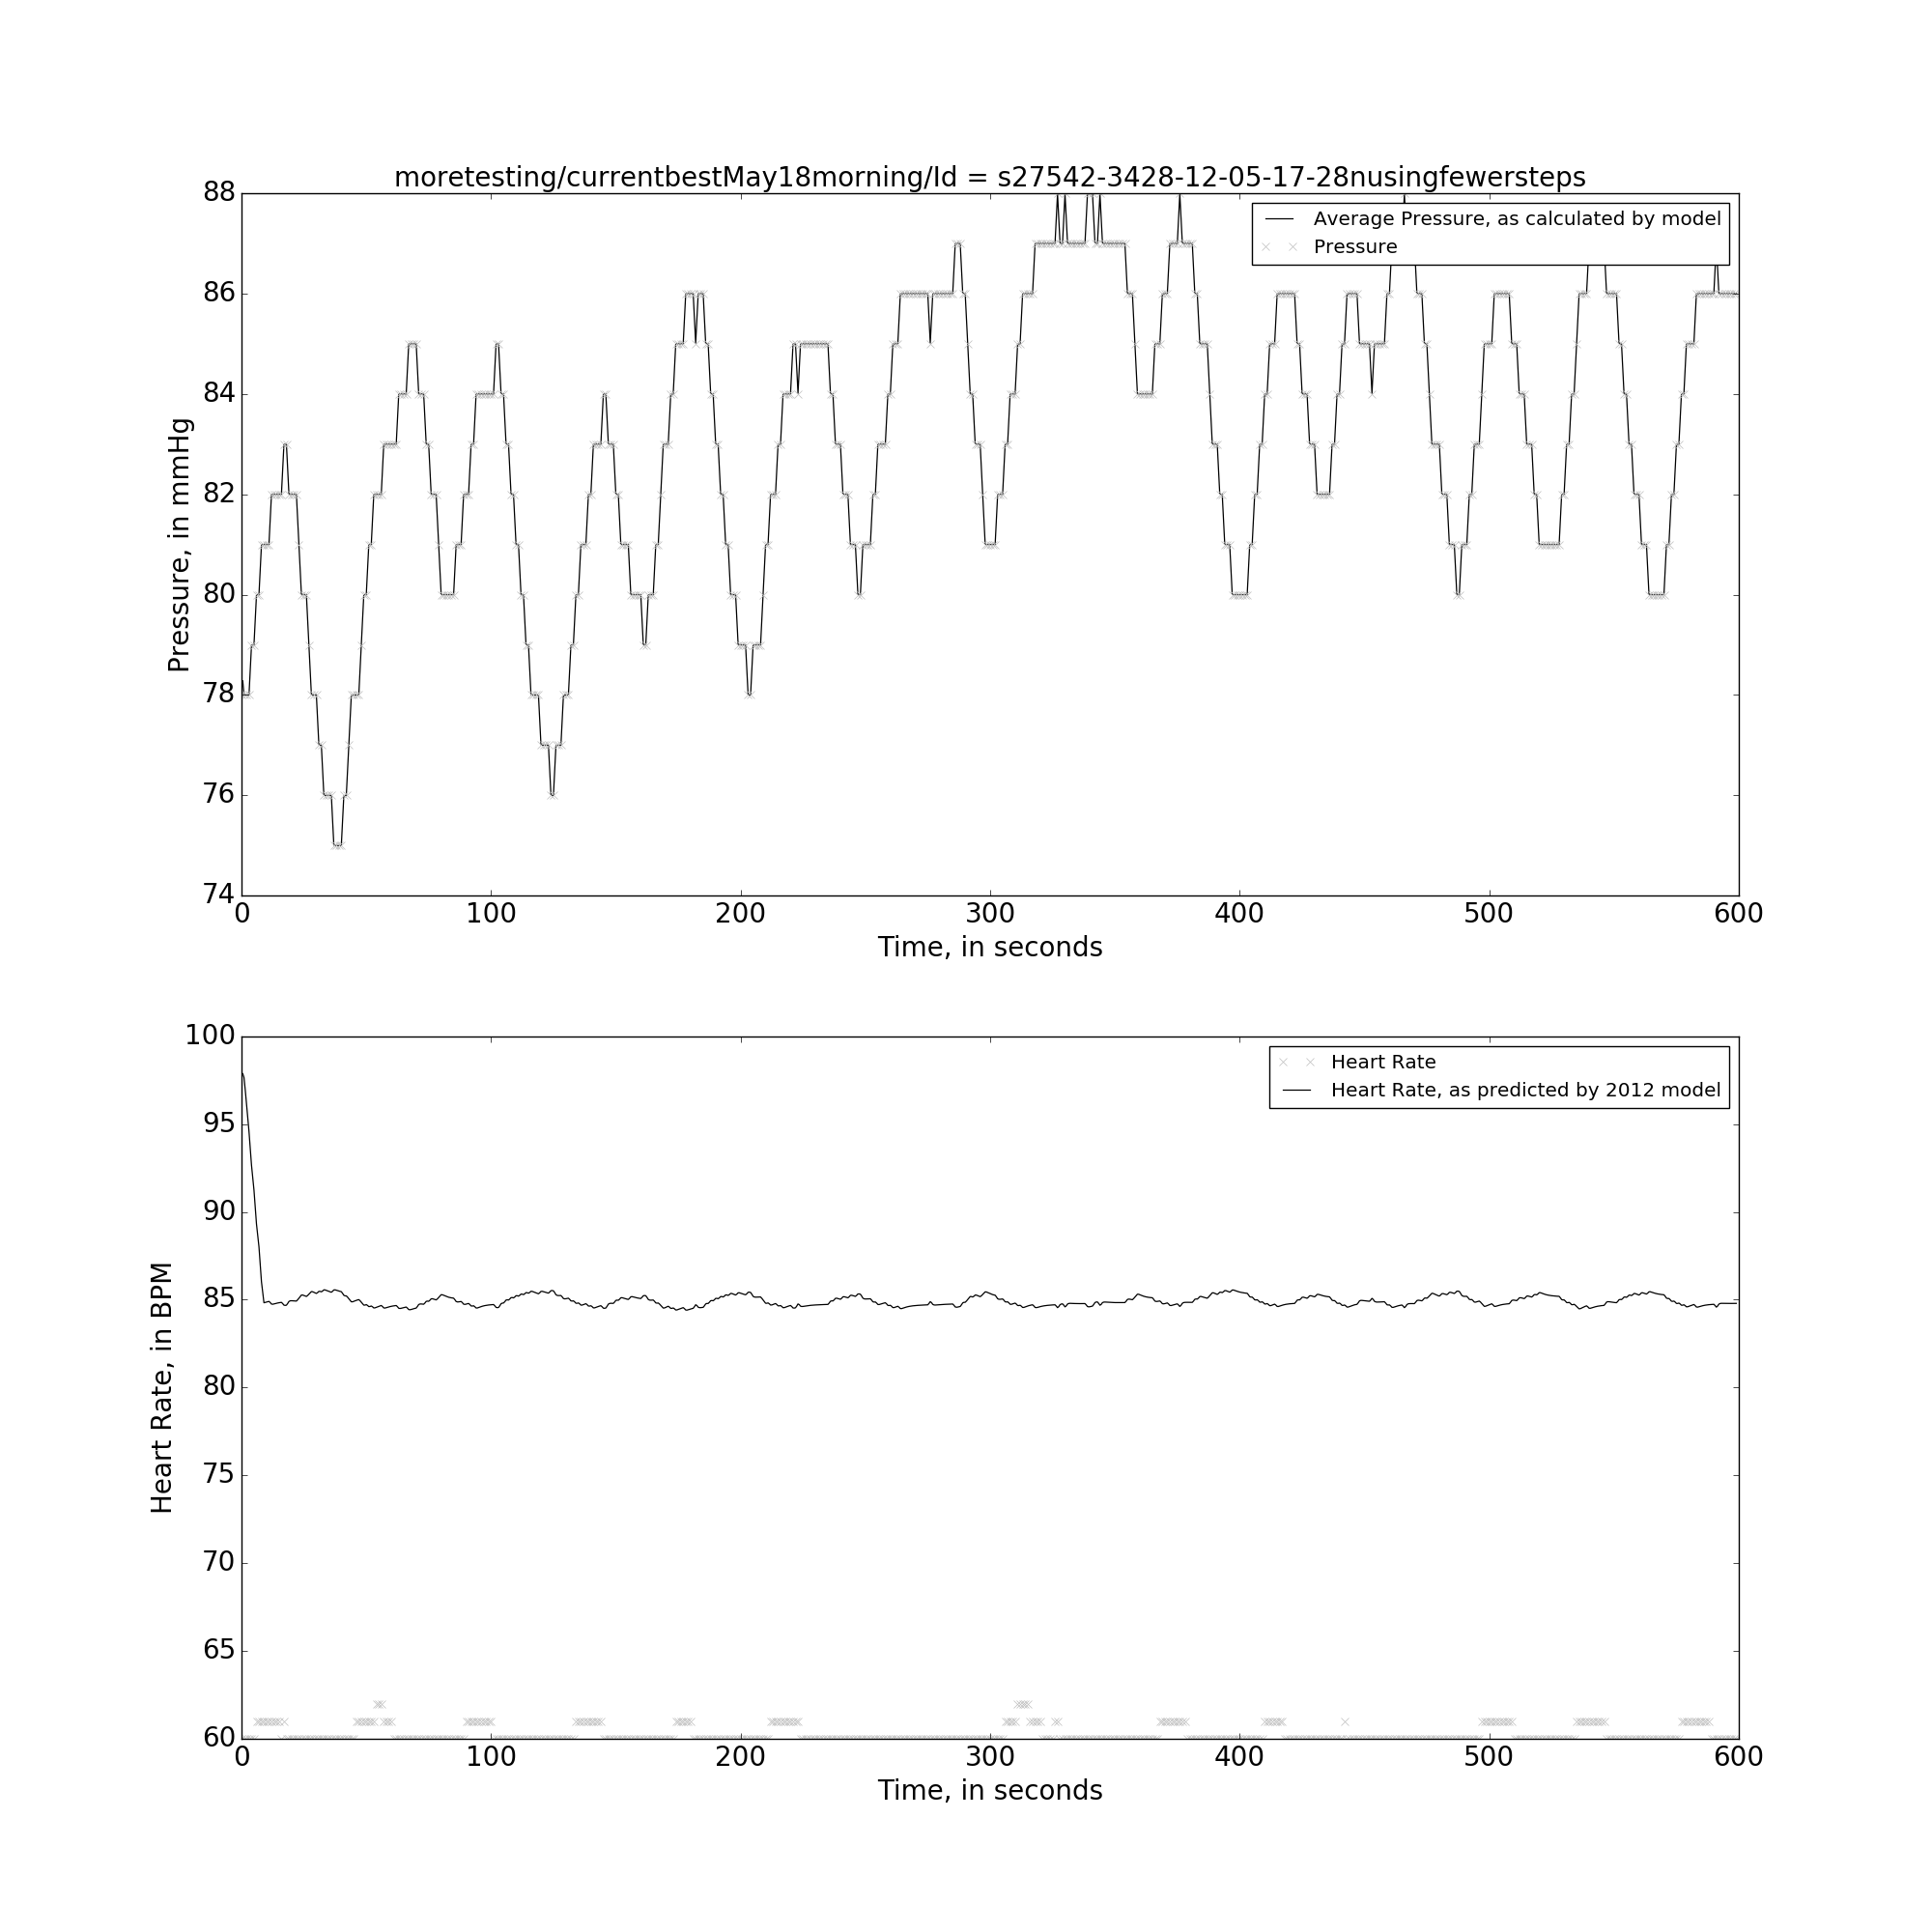 moretesting/currentbestMay18morning/Id = s27542-3428-12-05-17-28nusingfewersteps
88
86
84
82
80
78
76
74
Pressure, in mmHg
Average Pressure, as calculated by model
Pressure
0 100 200 300 400 500 600
Time, in seconds
100
95
90
85
80
75
70
65
60
Heart Rate, in BPM
Heart Rate
Heart Rate, as predicted by 2012 model
0 100 200 300 400 500 600
Time, in seconds